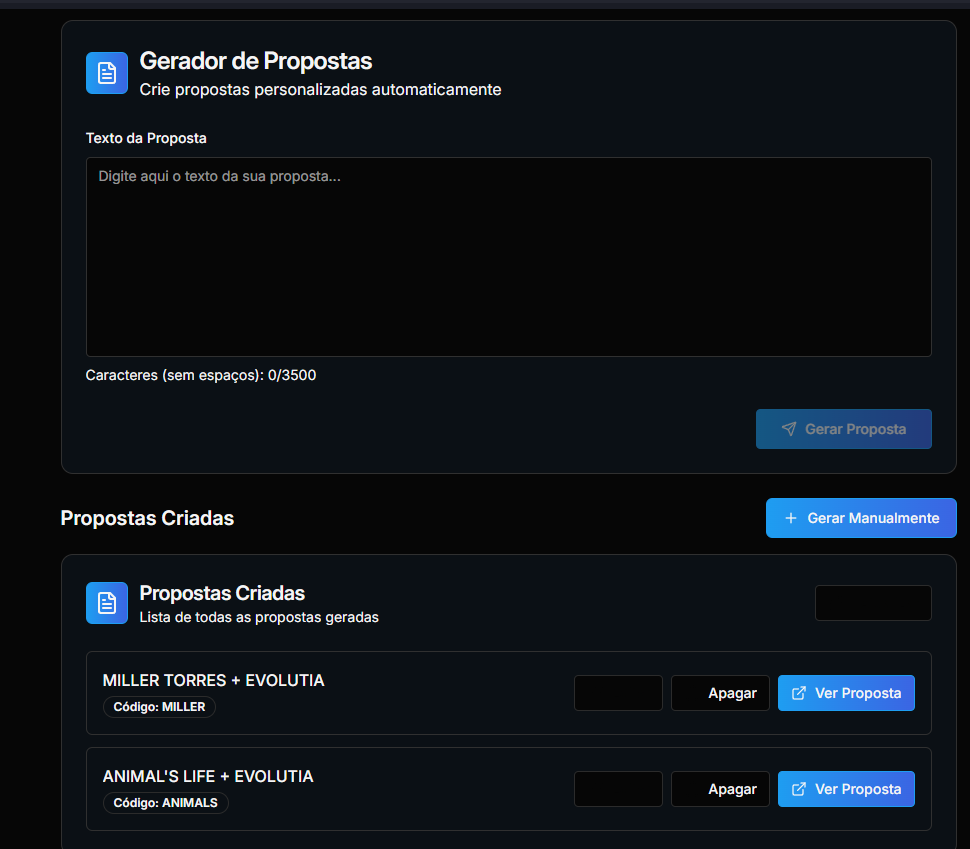 Gerador de Propostas
Crie propostas personalizadas automaticamente
Texto da Proposta
Digite aqui o texto da sua proposta...
Caracteres (sem espaços): 0/3500
Gerar Proposta
Propostas Criadas
Gerar Manualmente
Propostas Criadas
Lista de todas as propostas geradas
MILLER TORRES + EVOLUTIA
Código: MILLER
Apagar
Ver Proposta
ANIMAL'S LIFE + EVOLUTIA
Código: ANIMALS
Apagar
Ver Proposta